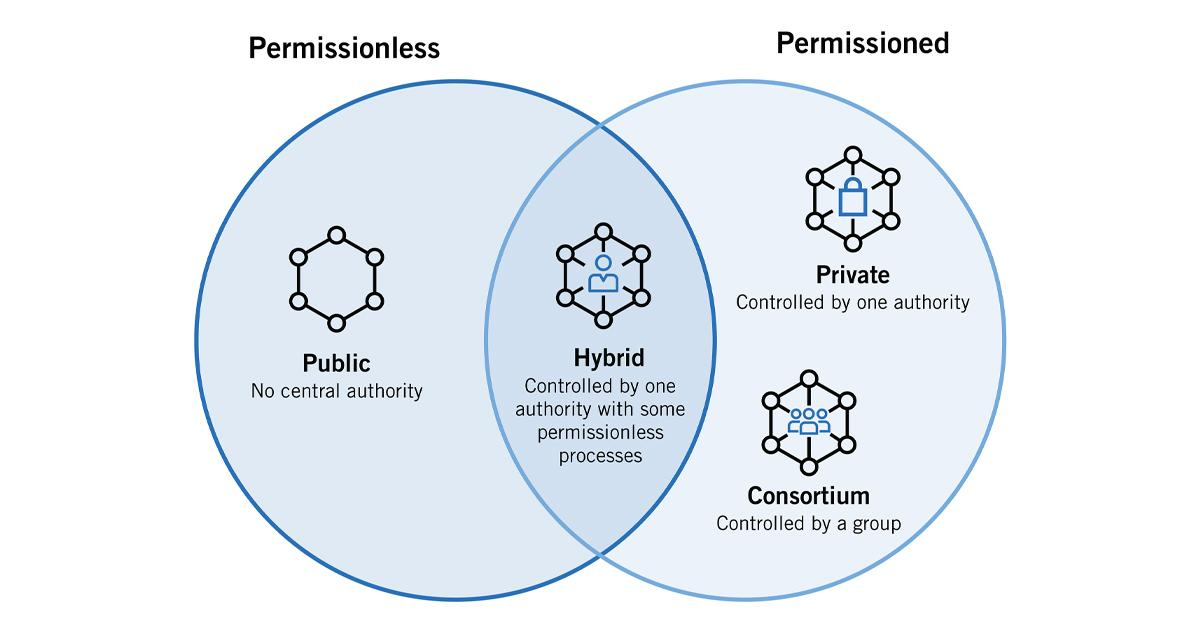 Permissionless
Permissioned
Public
No central authority
Hybrid
Controlled by one
authority with some
permissionless
processes
Private
Controlled by one authority
Consortium
Controlled by a group